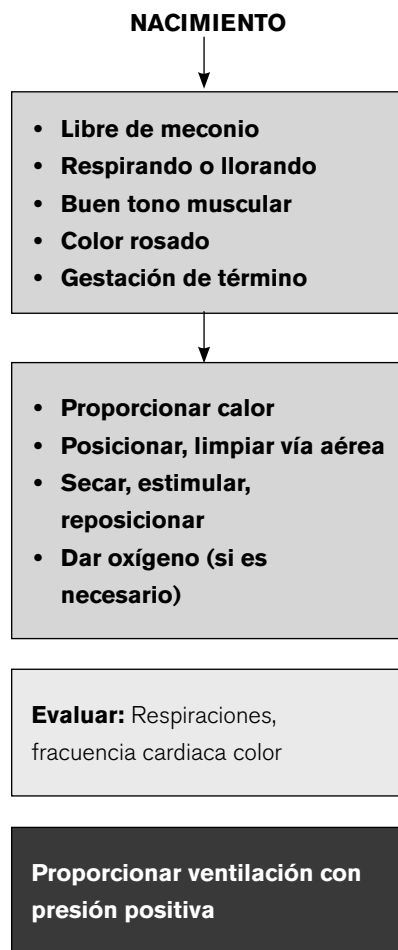 NACIMIENTO
• Libre de meconio
• Respirando o llorando
• Buen tono muscular
• Color rosado
• Gestación de término
• Proporcionar calor
• Posicionar, limpiar vía aérea
• Secar, estimular,
reposicionar
• Dar oxígeno (si es
necesario)
Evaluar: Respiraciones,
fracuencia cardiaca color
Proporcionar ventilación con
presión positiva